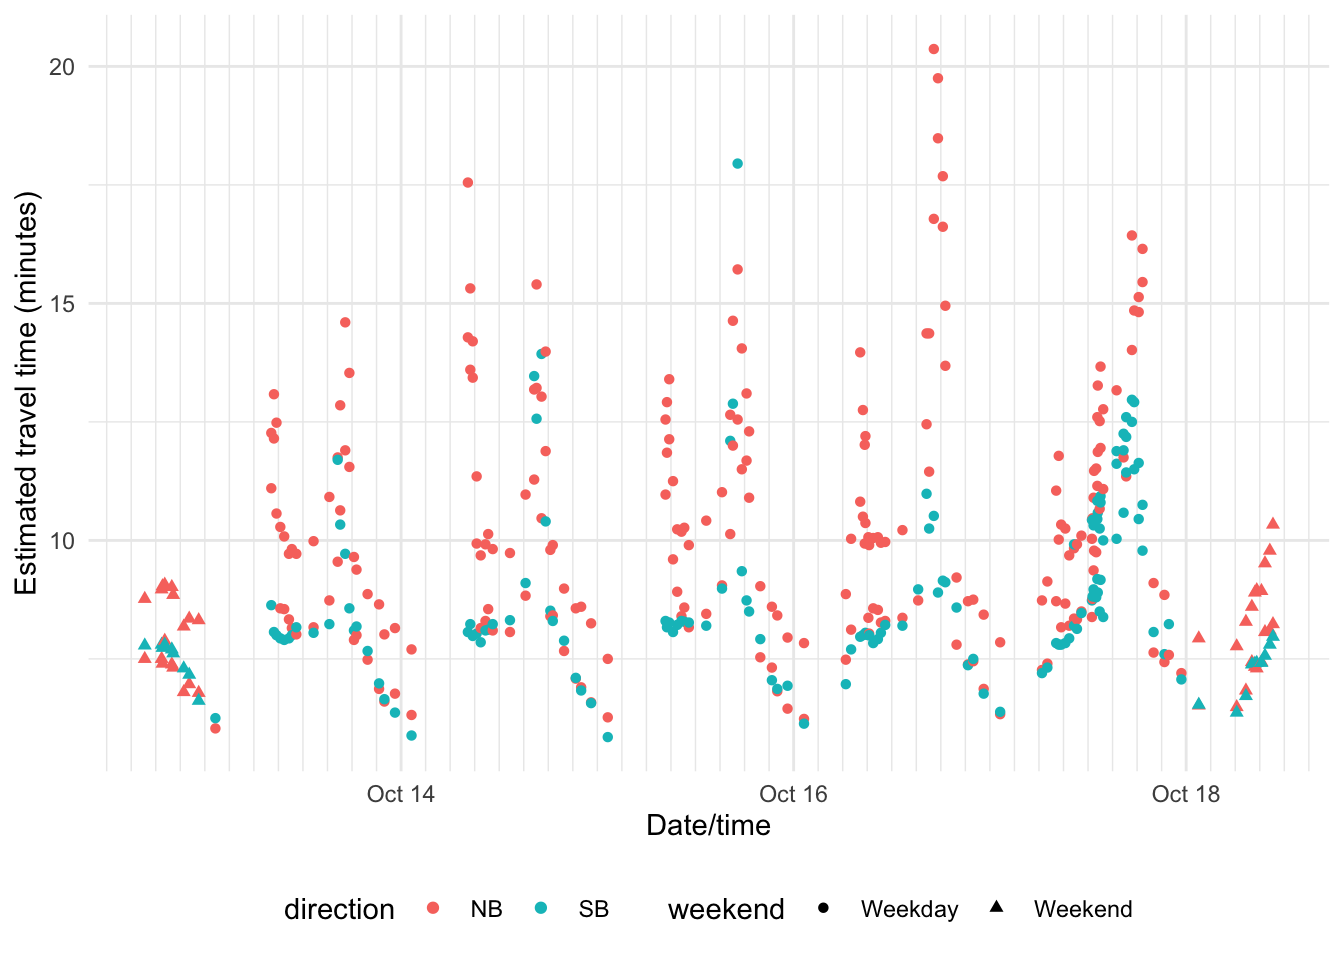 Estimated travel time (minutes)
20
15
10
Oct 14 Oct 16 Oct 18
Date/time
direction NB SB weekend Weekday Weekend